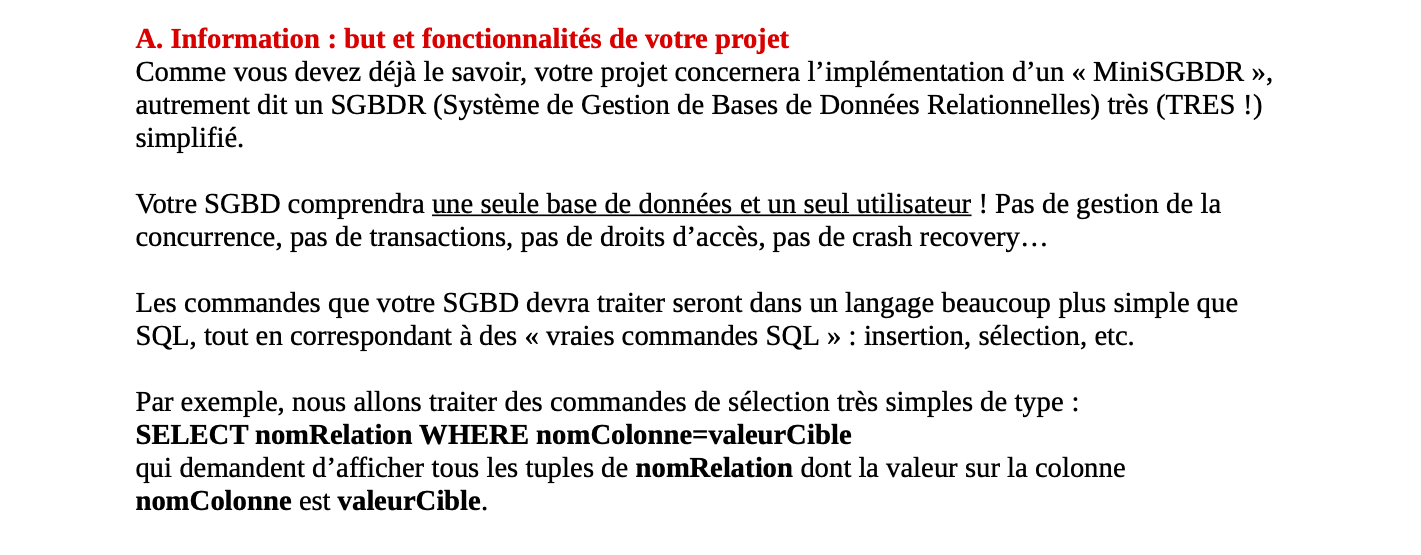 A. Information : but et fonctionnalités de votre projet
Comme vous devez déjà le savoir, votre projet concernera l’implémentation d’un « MiniSGBDR »,
autrement dit un SGBDR (Système de Gestion de Bases de Données Relationnelles) très (TRES !)
simplifié.
Votre SGBD comprendra une seule base de données et un seul utilisateur ! Pas de gestion de la
concurrence, pas de transactions, pas de droits d’accès, pas de crash recovery…
Les commandes que votre SGBD devra traiter seront dans un langage beaucoup plus simple que
SQL, tout en correspondant à des « vraies commandes SQL » : insertion, sélection, etc.
Par exemple, nous allons traiter des commandes de sélection très simples de type :
SELECT nomRelation WHERE nomColonne=valeurCible
qui demandent d’afficher tous les tuples de nomRelation dont la valeur sur la colonne
nomColonne est valeurCible.